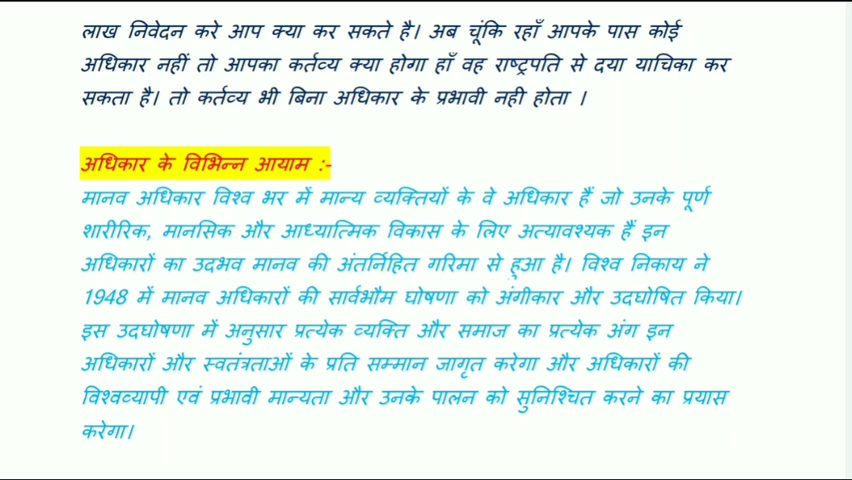 लाख निवेदन करे आप क्या कर सकते है। अब चूंकि रहाँ आपके पास कोई
अधिकार नहीं तो आपका कर्तव्य क्या होगा हाँ वह राष्ट्रपति से दया याचिका कर
सकता है। तो कर्तव्य भी बिना अधिकार के प्रभावी नही होता ।
अधिकार के विभिन्न आयाम :-
मानव अधिकार विश्व भर में मान्य व्यक्तियों के वे अधिकार हैं जो उनके पूर्ण
शारीरिक, मानसिक और आध्यात्मिक विकास के लिए अत्यावश्यक हैं इन
अधिकारों का उदभव मानव की अंतर्निहित गरिमा से हुआ है। विश्व निकाय ने
1948 में मानव अधिकारों की सार्वभौम घोषणा को अंगीकार और उदघोषित किया।
इस उदघोषणा में अनुसार प्रत्येक व्यक्ति और समाज का प्रत्येक अंग इन
अधिकारों और स्वतंत्रताओं के प्रति सम्मान जागृत करेगा और अधिकारों की
विश्वव्यापी एवं प्रभावी मान्यता और उनके पालन को सुनिश्चित करने का प्रयास
करेगा।